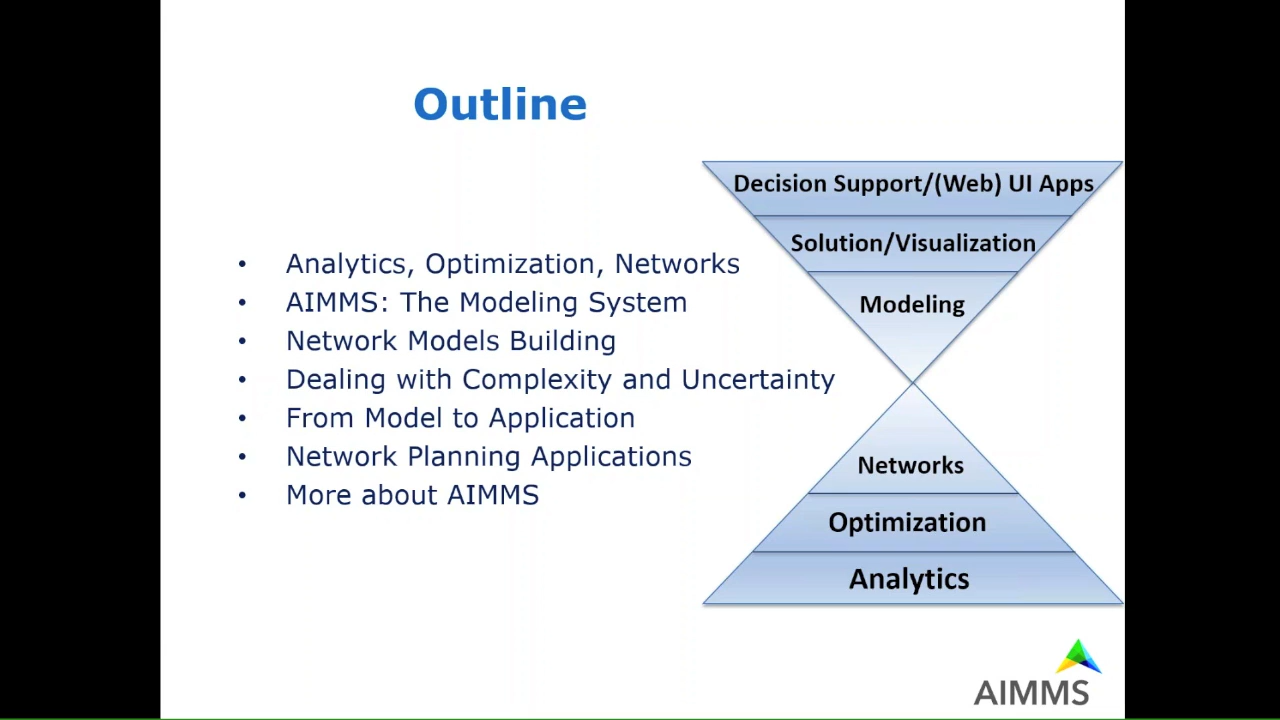 Outline
• Analytics, Optimization, Networks
• AIMMS: The Modeling System
• Network Models Building
• Dealing with Complexity and Uncertainty
• From Model to Application
• Network Planning Applications
• More about AIMMS
Decision Support/(Web) UI Apps
Solution/Visualization
Modeling
Networks
Optimization
Analytics
AIMMS